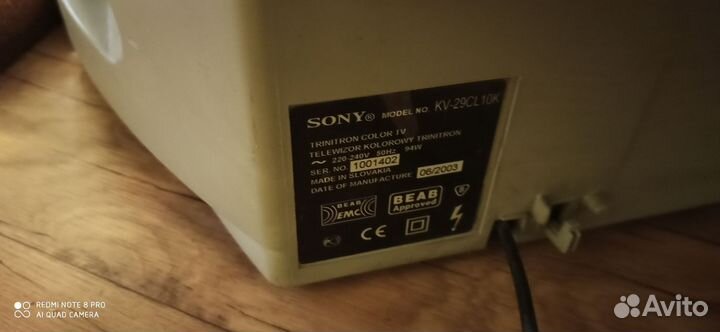 SONY® MODEL NO. KV-29CL10K
TRINITRON COLOR TV
TELEWIZOR KOLOROWY TRINITRON
~ 220-240V 50Hz 94W
SER. NO. 1001402
MADE IN SLOVAKIA
DATE OF MANUFACTURE 06/2003
BEAB
EMC
BEAB
Approved
CE
REDMI NOTE 8 PRO
AI QUAD CAMERA
Avito